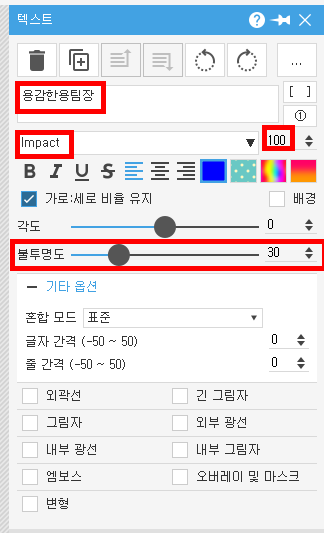 텍스트
...
용감한용팀장
[ ]
①
Impact 100
B I U S
가로:세로 비율 유지 배경
각도 0
불투명도 30
기타 옵션
혼합 모드 표준
글자 간격 (-50 ~ 50) 0
줄 간격 (-50 ~ 50) 0
외곽선 긴 그림자
그림자 외부 광선
내부 광선 내부 그림자
엠보스 오버레이 및 마스크
변형